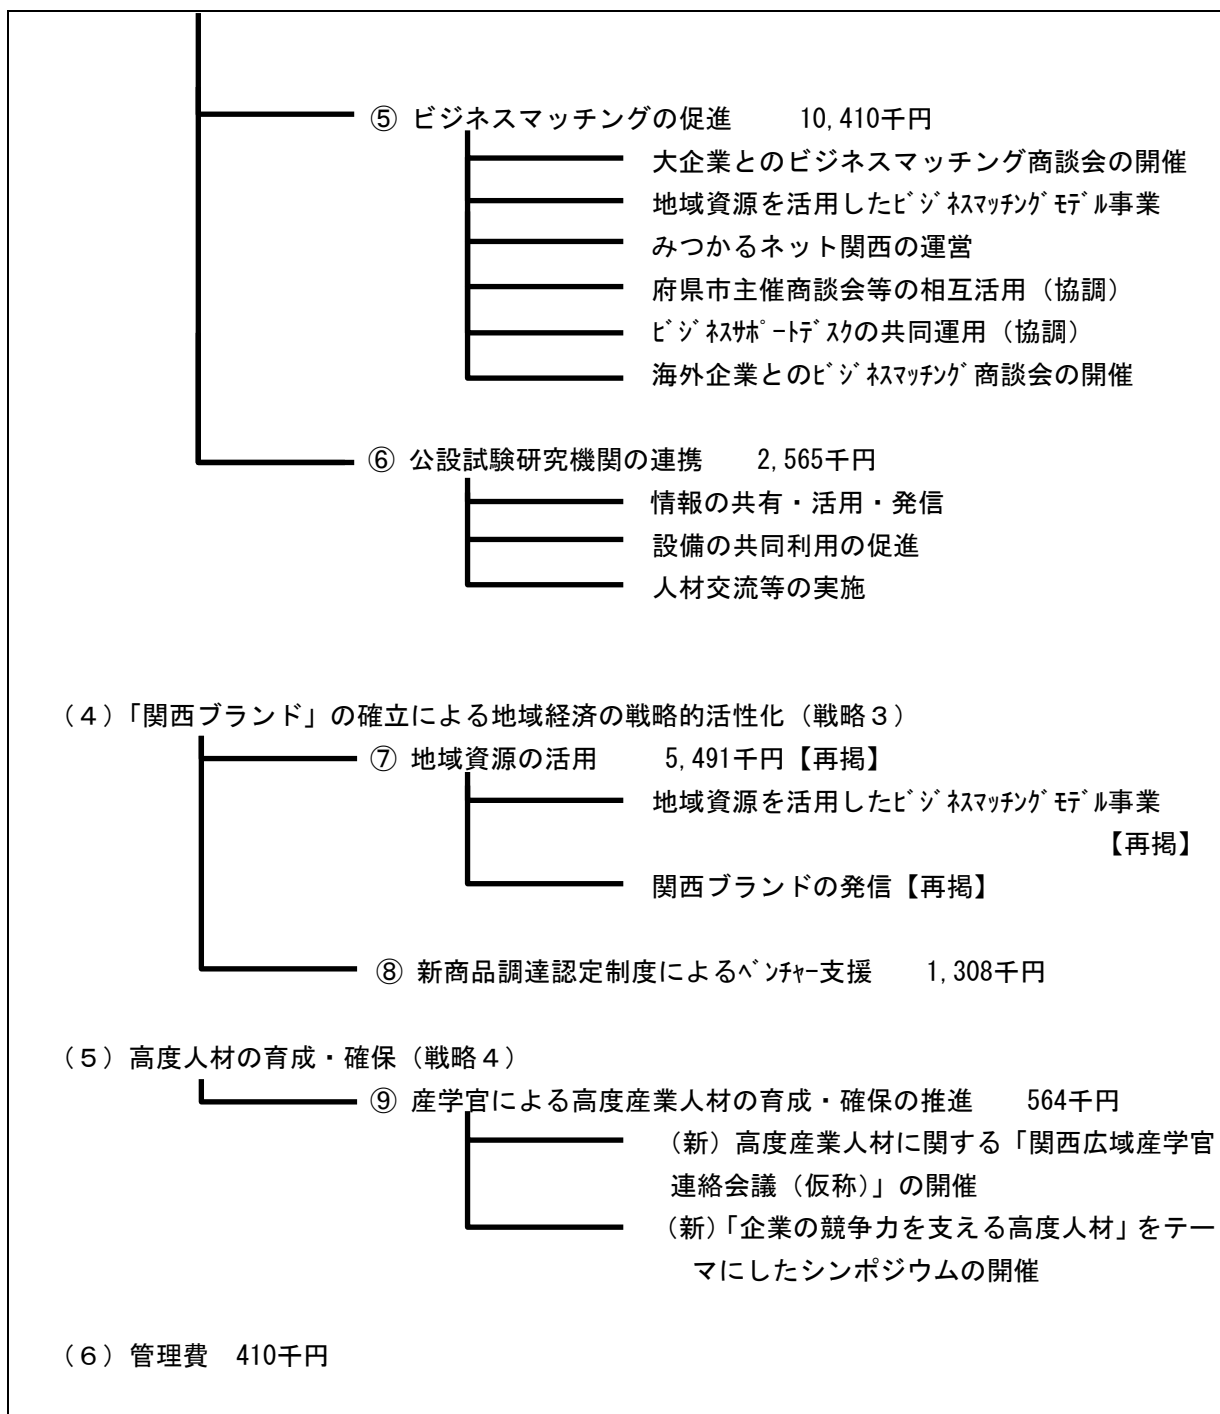 ⑤ ビジネスマッチングの促進　　10,410千円
大企業とのビジネスマッチング商談会の開催
地域資源を活用したﾋﾞｼﾞﾈｽﾏｯﾁﾝｸﾞﾓﾃﾞﾙ事業
みつかるネット関西の運営
府県市主催商談会等の相互活用（協調）
ﾋﾞｼﾞﾈｽｻﾎﾟｰﾄﾃﾞｽｸの共同運用（協調）
海外企業とのﾋﾞｼﾞﾈｽﾏｯﾁﾝｸﾞ商談会の開催
⑥ 公設試験研究機関の連携　　2,565千円
情報の共有・活用・発信
設備の共同利用の促進
人材交流等の実施
（４）「関西ブランド」の確立による地域経済の戦略的活性化（戦略３）
⑦ 地域資源の活用　　5,491千円【再掲】
地域資源を活用したﾋﾞｼﾞﾈｽﾏｯﾁﾝｸﾞﾓﾃﾞﾙ事業
【再掲】
関西ブランドの発信【再掲】
⑧ 新商品調達認定制度によるﾍﾞﾝﾁｬｰ支援　　1,308千円
（５）高度人材の育成・確保（戦略４）
⑨ 産学官による高度産業人材の育成・確保の推進　　564千円
（新）高度産業人材に関する「関西広域産学官
連絡会議（仮称）」の開催
（新）「企業の競争力を支える高度人材」をテー
マにしたシンポジウムの開催
（６）管理費　410千円